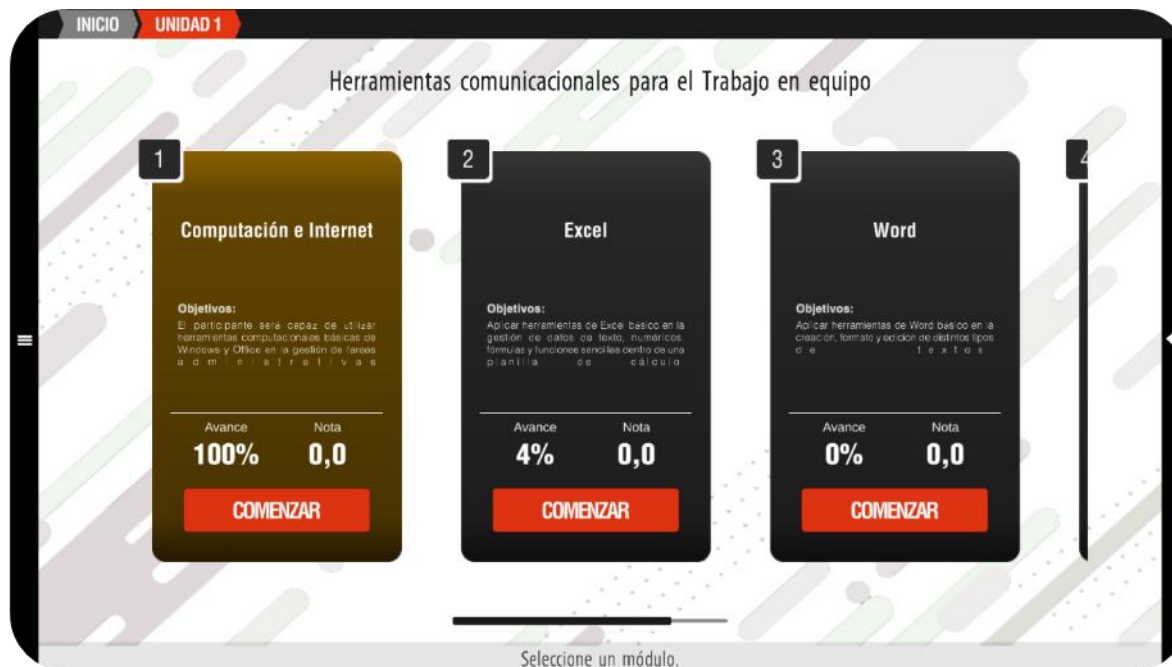 INICIO UNIDAD 1
Herramientas comunicacionales para el Trabajo en equipo
1
Computación e Internet
Objetivos:
El participante será capaz de utilizar
herramientas computacionales básicas de
Windows y Office en la gestión de tareas
administrativas
Avance Nota
100% 0,0
COMENZAR
2
Excel
Objetivos:
Aplicar herramientas de Excel básico en la
gestión de datos de texto, numéricos,
fórmulas y funciones sencillas dentro de una
planilla de cálculo
Avance Nota
4% 0,0
COMENZAR
3
Word
Objetivos:
Aplicar herramientas de Word básico en la
creación, formato y edición de distintos tipos
de textos
Avance Nota
0% 0,0
COMENZAR
Seleccione un módulo.